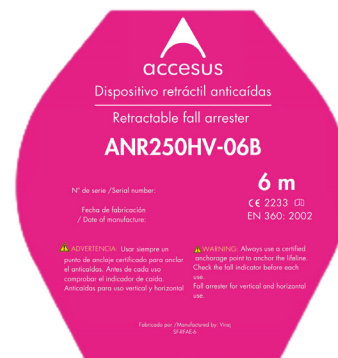 accesus
Dispositivo retráctil anticaídas
Retractable fall arrester
ANR250HV-06B
6 m
N° de serie /Serial number:
CE 2233
EN 360: 2002
Fecha de fabricación
/ Date of manufacture:
ADVERTENCIA: Usar siempre un
punto de enclaje certificado para anclar
el anticaídas. Antes de cada uso
comprobar el indicador de caída.
Anticaídas para uso vertical y horizontal
WARNING: Always use a certified
anchorage point to anchor the lifeline.
Check the fall indicator before each
use.
Fall arrester for vertical and horizontal
use.
Fabricado por /Manufactured by: Vinaj